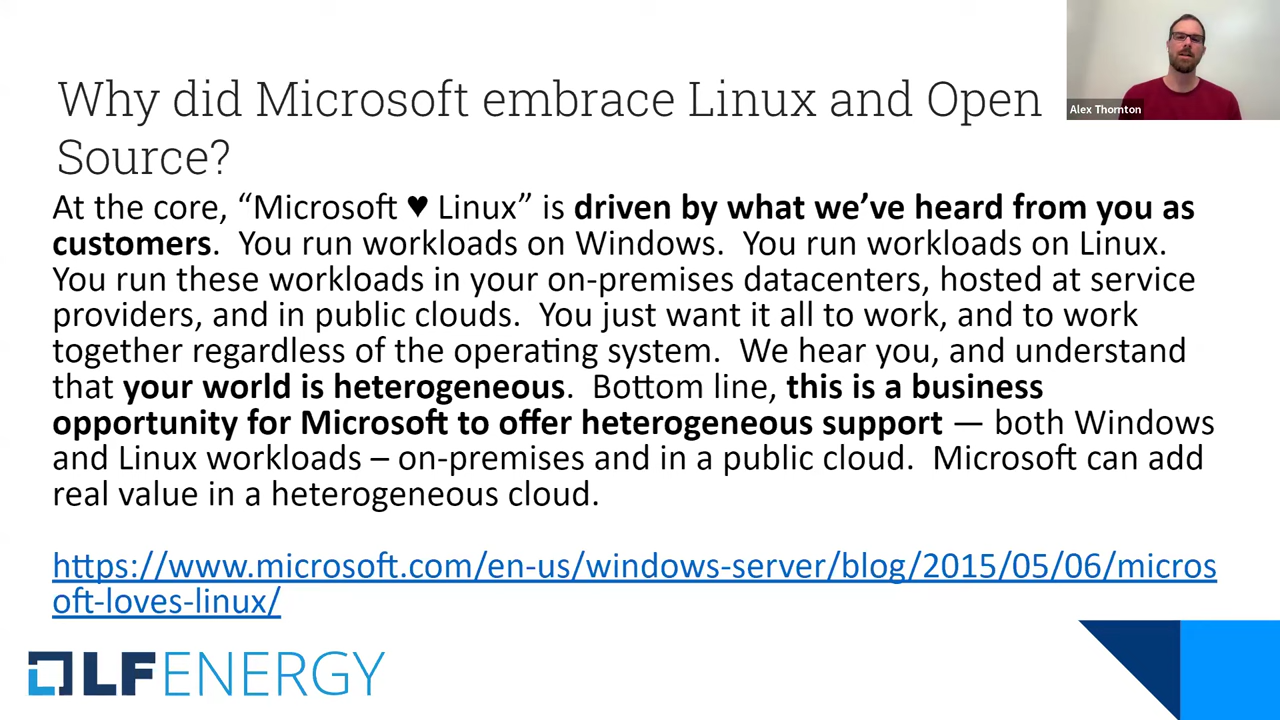 Why did Microsoft embrace Linux and Open
Source?
Alex Thornton
At the core, “Microsoft ♥ Linux” is driven by what we’ve heard from you as
customers.  You run workloads on Windows.  You run workloads on Linux.
You run these workloads in your on-premises datacenters, hosted at service
providers, and in public clouds.  You just want it all to work, and to work
together regardless of the operating system.  We hear you, and understand
that your world is heterogeneous.  Bottom line, this is a business
opportunity for Microsoft to offer heterogeneous support — both Windows
and Linux workloads – on-premises and in a public cloud.  Microsoft can add
real value in a heterogeneous cloud.
https://www.microsoft.com/en-us/windows-server/blog/2015/05/06/micros
oft-loves-linux/
LFENERGY